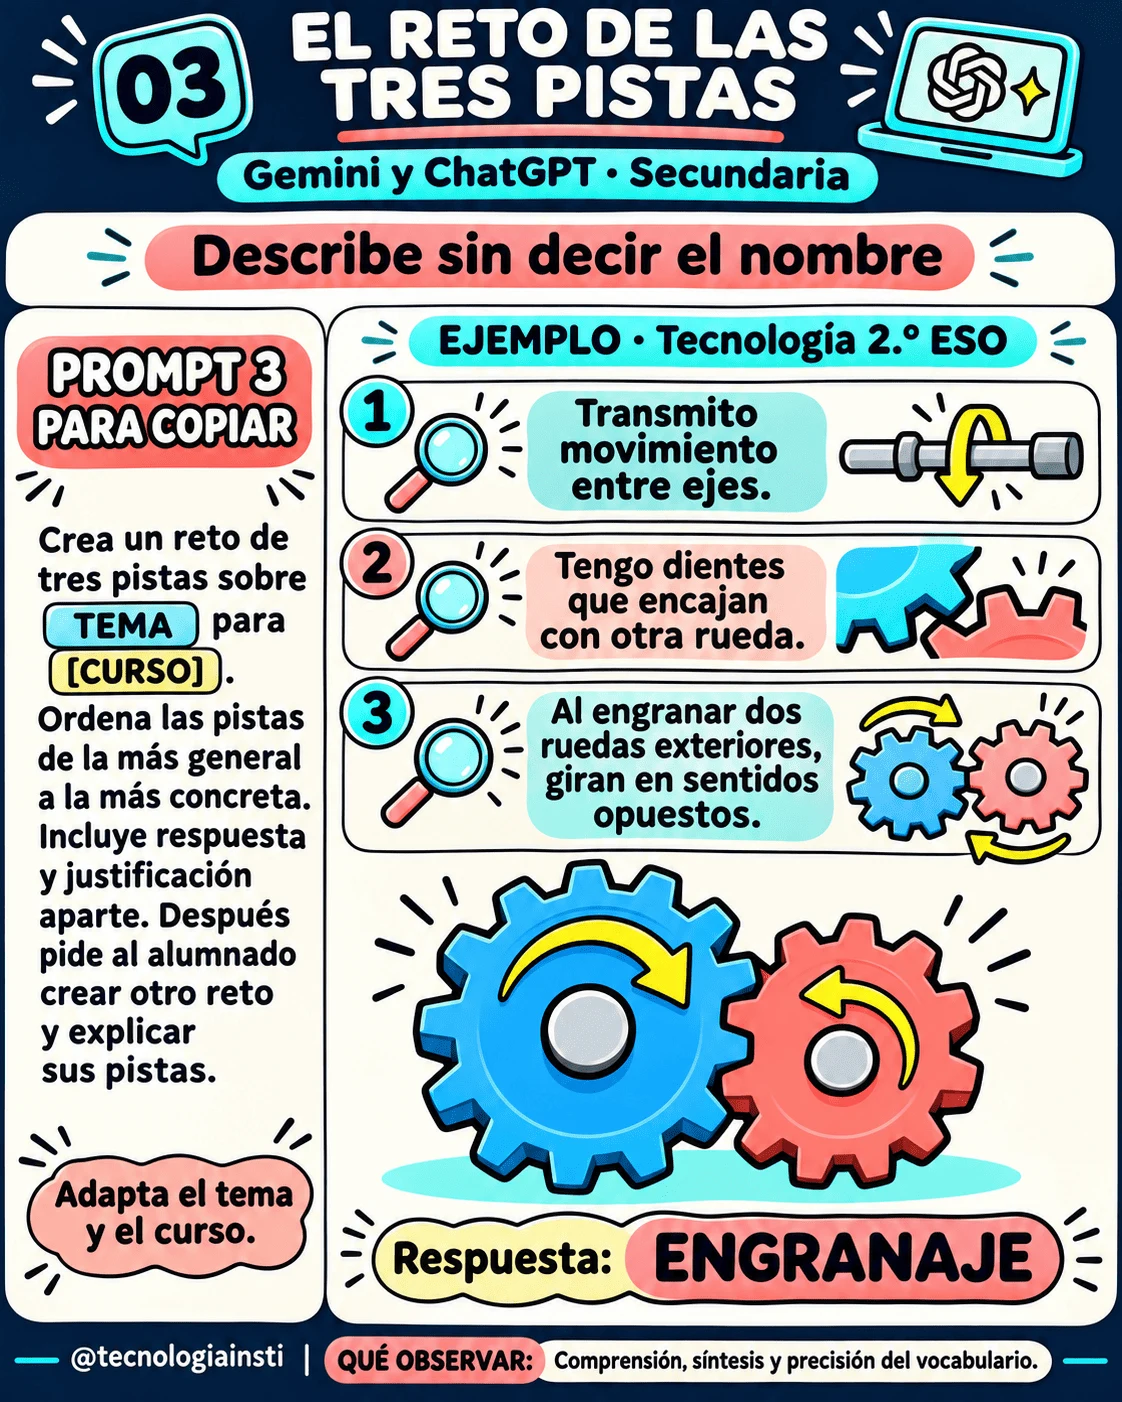 03
EL RETO DE LAS
TRES PISTAS
Gemini y ChatGPT · Secundaria
Describe sin decir el nombre
PROMPT 3
PARA COPIAR
Crea un reto de
tres pistas sobre
TEMA para
[CURSO].
Ordena las pistas
de la más general
a la más concreta.
Incluye respuesta
y justificación
aparte. Después
pide al alumnado
crear otro reto
y explicar
sus pistas.
Adapta el tema
y el curso.
EJEMPLO · Tecnología 2.º ESO
1
Transmito
movimiento
entre ejes.
2
Tengo dientes
que encajan
con otra rueda.
3
Al engranar dos
ruedas exteriores,
giran en sentidos
opuestos.
Respuesta: ENGRANAJE
@tecnologiainsti | QUÉ OBSERVAR: Comprensión, síntesis y precisión del vocabulario.